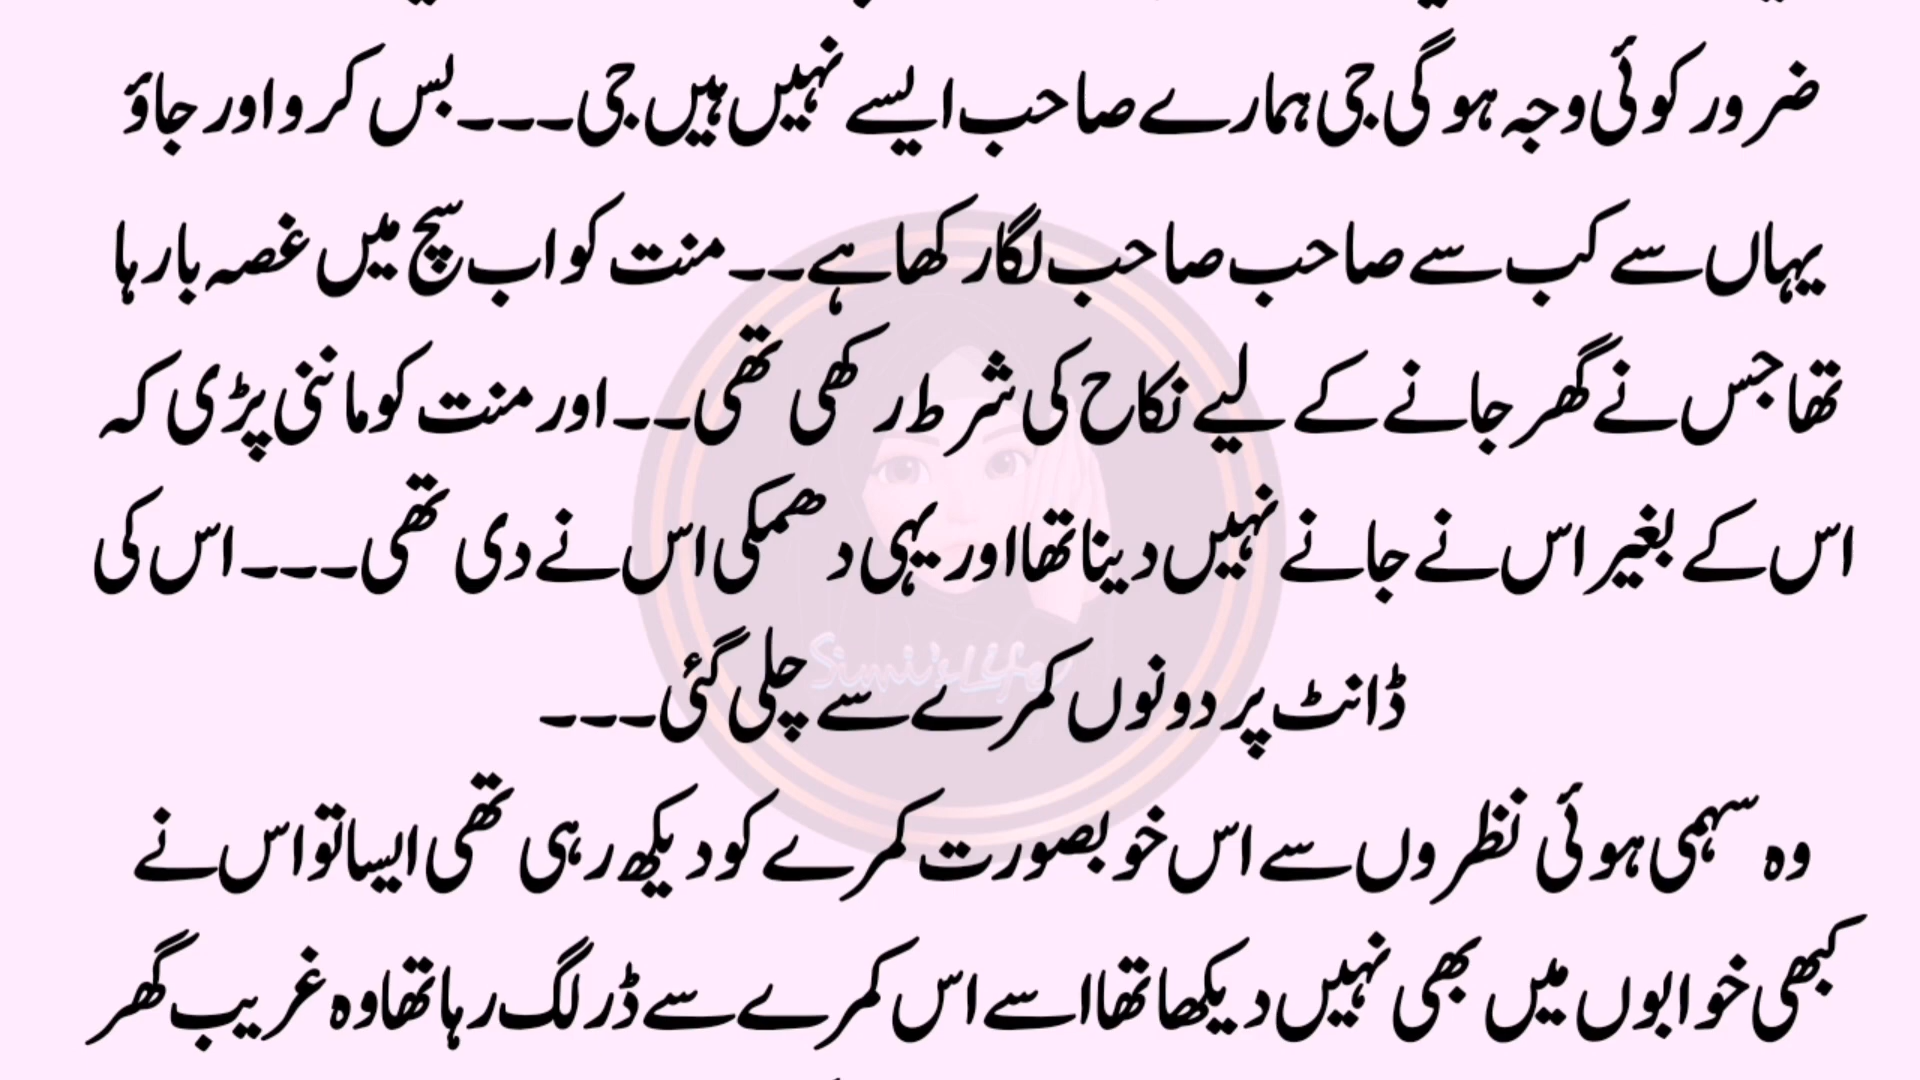 ضرور کوئی وجہ ہوگی جی ہمارے صاحب ایسے نہیں ہیں جی۔۔۔بس کرو اور جاؤ
یہاں سے کب سے صاحب صاحب لگا رکھا ہے۔۔منت کو اب سچ میں غصہ بار ہا
تھا جس نے گھر جانے کے لیے نکاح کی شرط رکھی تھی۔۔اور منت کو ماننی پڑی کہ
اس کے بغیر اس نے جانے نہیں دینا تھا اور یہی دھمکی اس نے دی تھی۔۔۔اس کی
ڈانٹ پر دونوں کمرے سے چلی گئی۔۔۔
وہ سہمی ہوئی نظروں سے اس خوبصورت کمرے کو دیکھ رہی تھی ایسا تو اس نے
کبھی خوابوں میں بھی نہیں دیکھا تھا اسے اس کمرے سے ڈر لگ رہا تھا وہ غریب گھر
Simi's Life